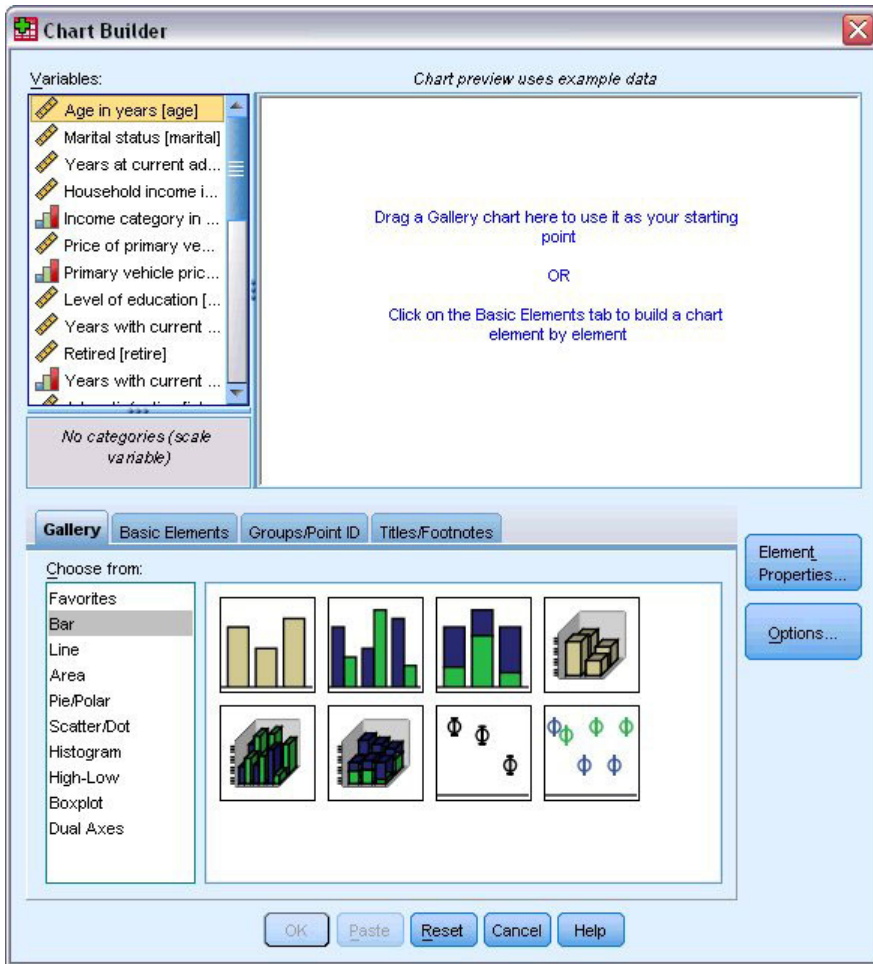 Chart Builder
Variables:
Chart preview uses example data
Age in years [age]
Marital status [marital]
Years at current ad...
Household income i...
Income category in ...
Price of primary ve...
Primary vehicle pric...
Level of education [...
Years with current ...
Retired [retire]
Years with current ...
No categories (scale
variable)
Drag a Gallery chart here to use it as your starting
point
OR
Click on the Basic Elements tab to build a chart
element by element
Gallery
Basic Elements
Groups/Point ID
Titles/Footnotes
Choose from:
Favorites
Bar
Line
Area
Pie/Polar
Scatter/Dot
Histogram
High-Low
Boxplot
Dual Axes
Element
Properties...
Options...
OK
Paste
Reset
Cancel
Help